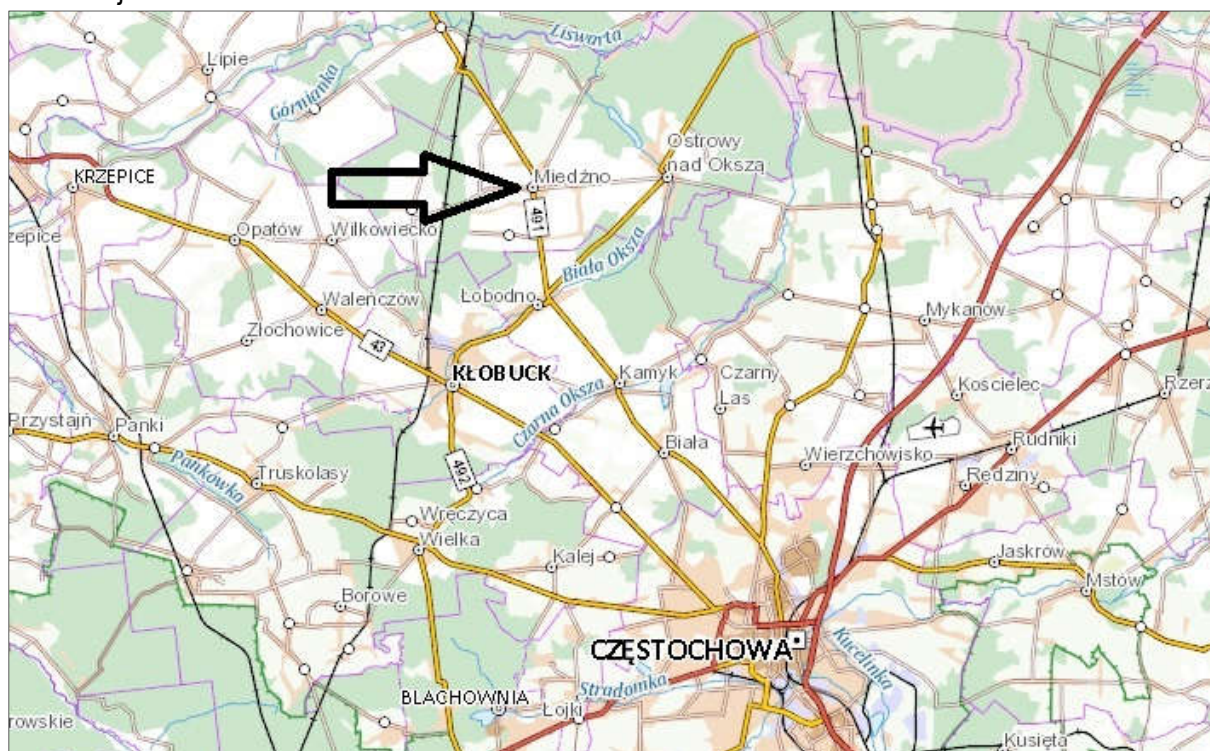 Liswarta
Lipie
Górnianka
Ostrowy
nad Okszą
KRZEPICE
Miedźno
491
zepice
Opatów
Wilkowiecko
Biała Oksza
Waleńczów
Łobodno
Mykanów
Złochowice
43
KŁOBUCK
Kamyk
Czarny
Las
Kościelec
Rzerz
Czarna Oksza
Przystajń
Panki
Biała
Wierzchowisko
Rudniki
Pankówka
Truskolasy
492
Rędziny
Wręczyca
Wielka
Kalej
Jaskrów
Mstów
Borowe
CZĘSTOCHOWA
Kucelinka
BLACHOWNIA
Stradomka
Łojki
rowskie
Kusięta